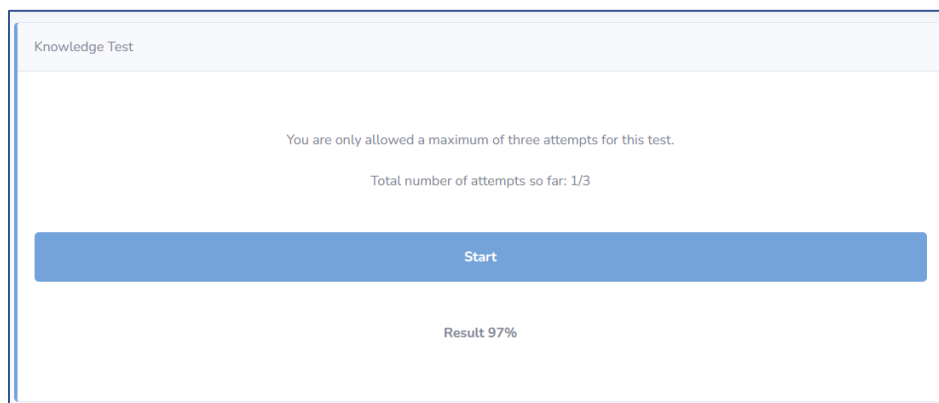 Knowledge Test
You are only allowed a maximum of three attempts for this test.
Total number of attempts so far: 1/3
Start
Result 97%